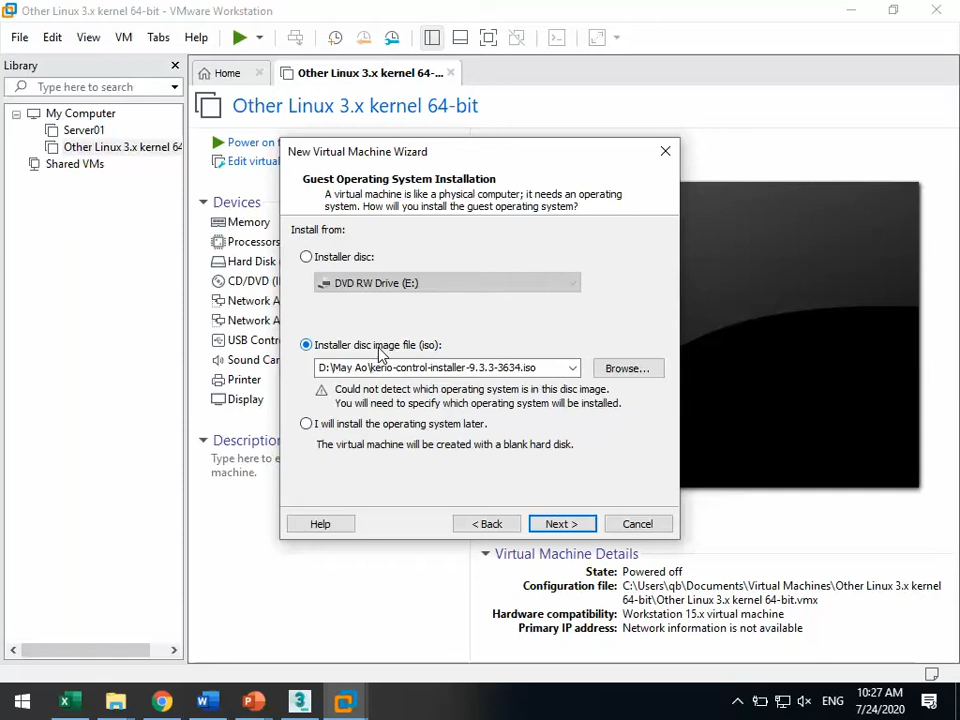 Other Linux 3.x kernel 64-bit - VMware Workstation
File Edit View VM Tabs Help
Library
Type here to search
My Computer
Server01
Other Linux 3.x kernel 64
Shared VMs
Home
Other Linux 3.x kernel 64-...
Other Linux 3.x kernel 64-bit
Power on
Edit virtual
Devices
Memory
Processors
Hard Disk
CD/DVD (I
Network A
Network A
USB Contr
Sound Car
Printer
Display
Description
Type here to e
machine.
New Virtual Machine Wizard
Guest Operating System Installation
A virtual machine is like a physical computer; it needs an operating
system. How will you install the guest operating system?
Install from:
Installer disc:
DVD RW Drive (E:)
Installer disc image file (iso):
D:\May Ao\kerio-control-installer-9.3.3-3634.iso
Browse...
Could not detect which operating system is in this disc image.
You will need to specify which operating system will be installed.
I will install the operating system later.
The virtual machine will be created with a blank hard disk.
Help
< Back
Next >
Cancel
Virtual Machine Details
State: Powered off
Configuration file: C:\Users\qb\Documents\Virtual Machines\Other Linux 3.x kernel
64-bit\Other Linux 3.x kernel 64-bit.vmx
Hardware compatibility: Workstation 15.x virtual machine
Primary IP address: Network information is not available
ENG
10:27 AM
7/24/2020